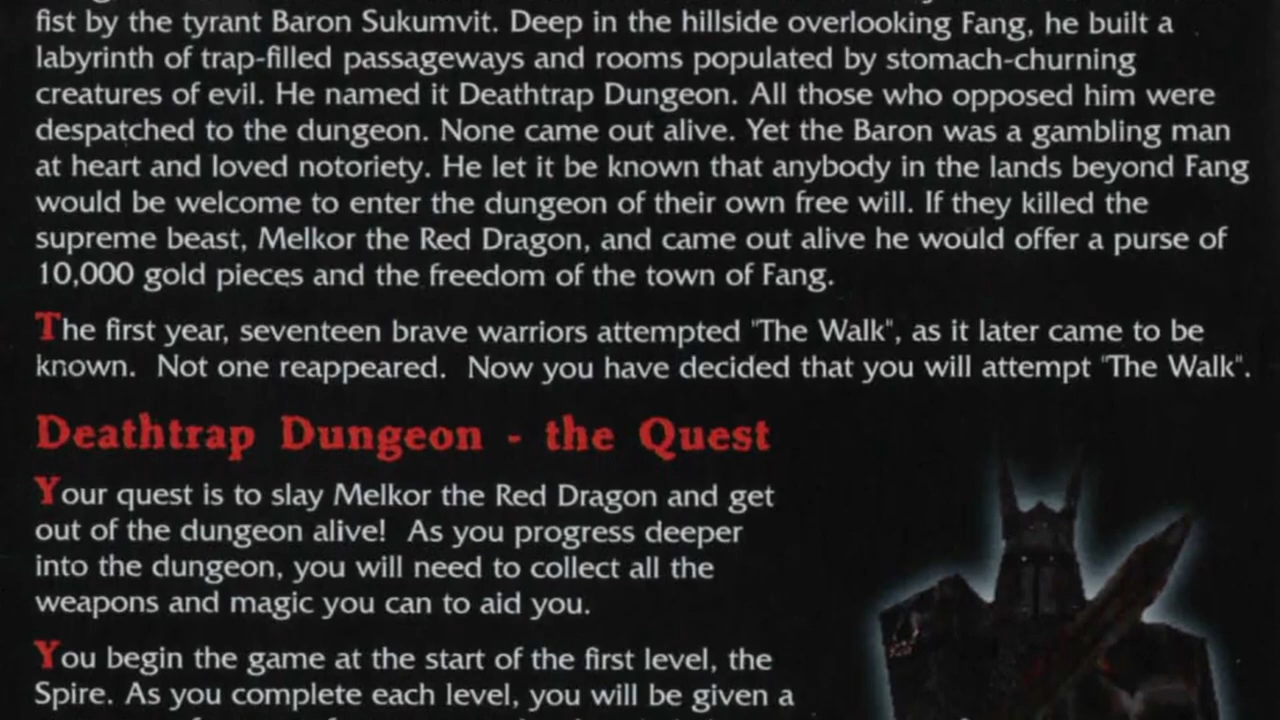 fist by the tyrant Baron Sukumvit. Deep in the hillside overlooking Fang, he built a
labyrinth of trap-filled passageways and rooms populated by stomach-churning
creatures of evil. He named it Deathtrap Dungeon. All those who opposed him were
despatched to the dungeon. None came out alive. Yet the Baron was a gambling man
at heart and loved notoriety. He let it be known that anybody in the lands beyond Fang
would be welcome to enter the dungeon of their own free will. If they killed the
supreme beast, Melkor the Red Dragon, and came out alive he would offer a purse of
10,000 gold pieces and the freedom of the town of Fang.
The first year, seventeen brave warriors attempted "The Walk", as it later came to be
known. Not one reappeared. Now you have decided that you will attempt "The Walk".
Deathtrap Dungeon - the Quest
Your quest is to slay Melkor the Red Dragon and get
out of the dungeon alive! As you progress deeper
into the dungeon, you will need to collect all the
weapons and magic you can to aid you.
You begin the game at the start of the first level, the
Spire. As you complete each level, you will be given a